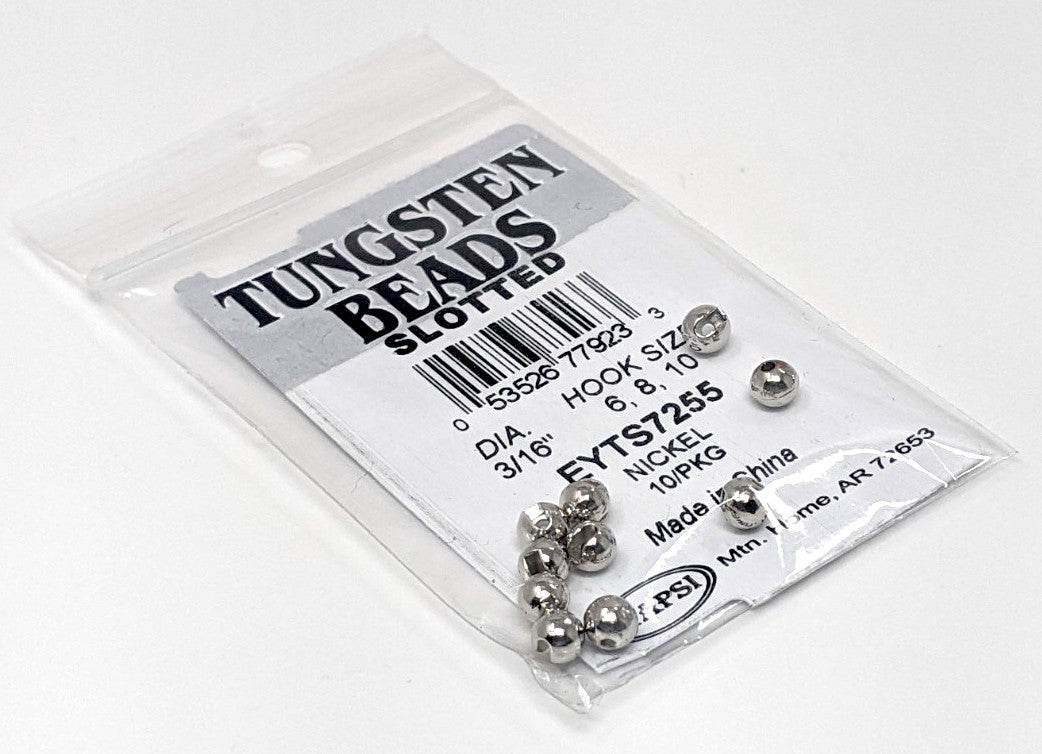 TUNGSTEN
BEADS
SLOTTED
0 53526 77923 3
DIA.
3/16"
HOOK
6, 8, 10
EYTS7255
NICKEL
10/PKG
Made in China
Mtn. Home, AR 72653